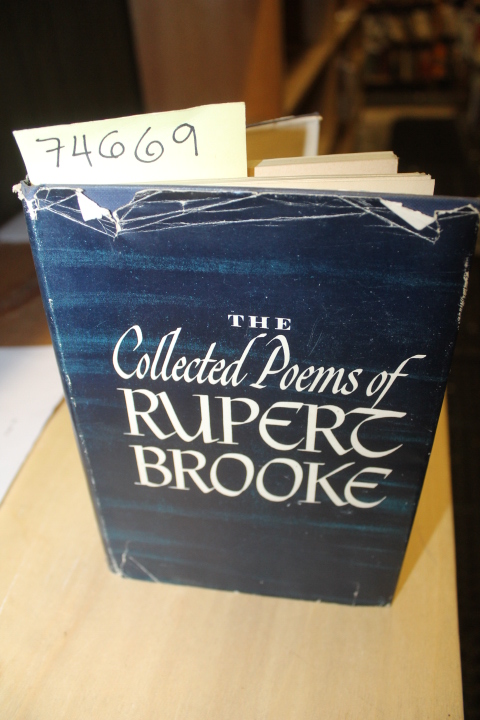 74669
THE
Collected Poems of
RUPERT
BROOKE